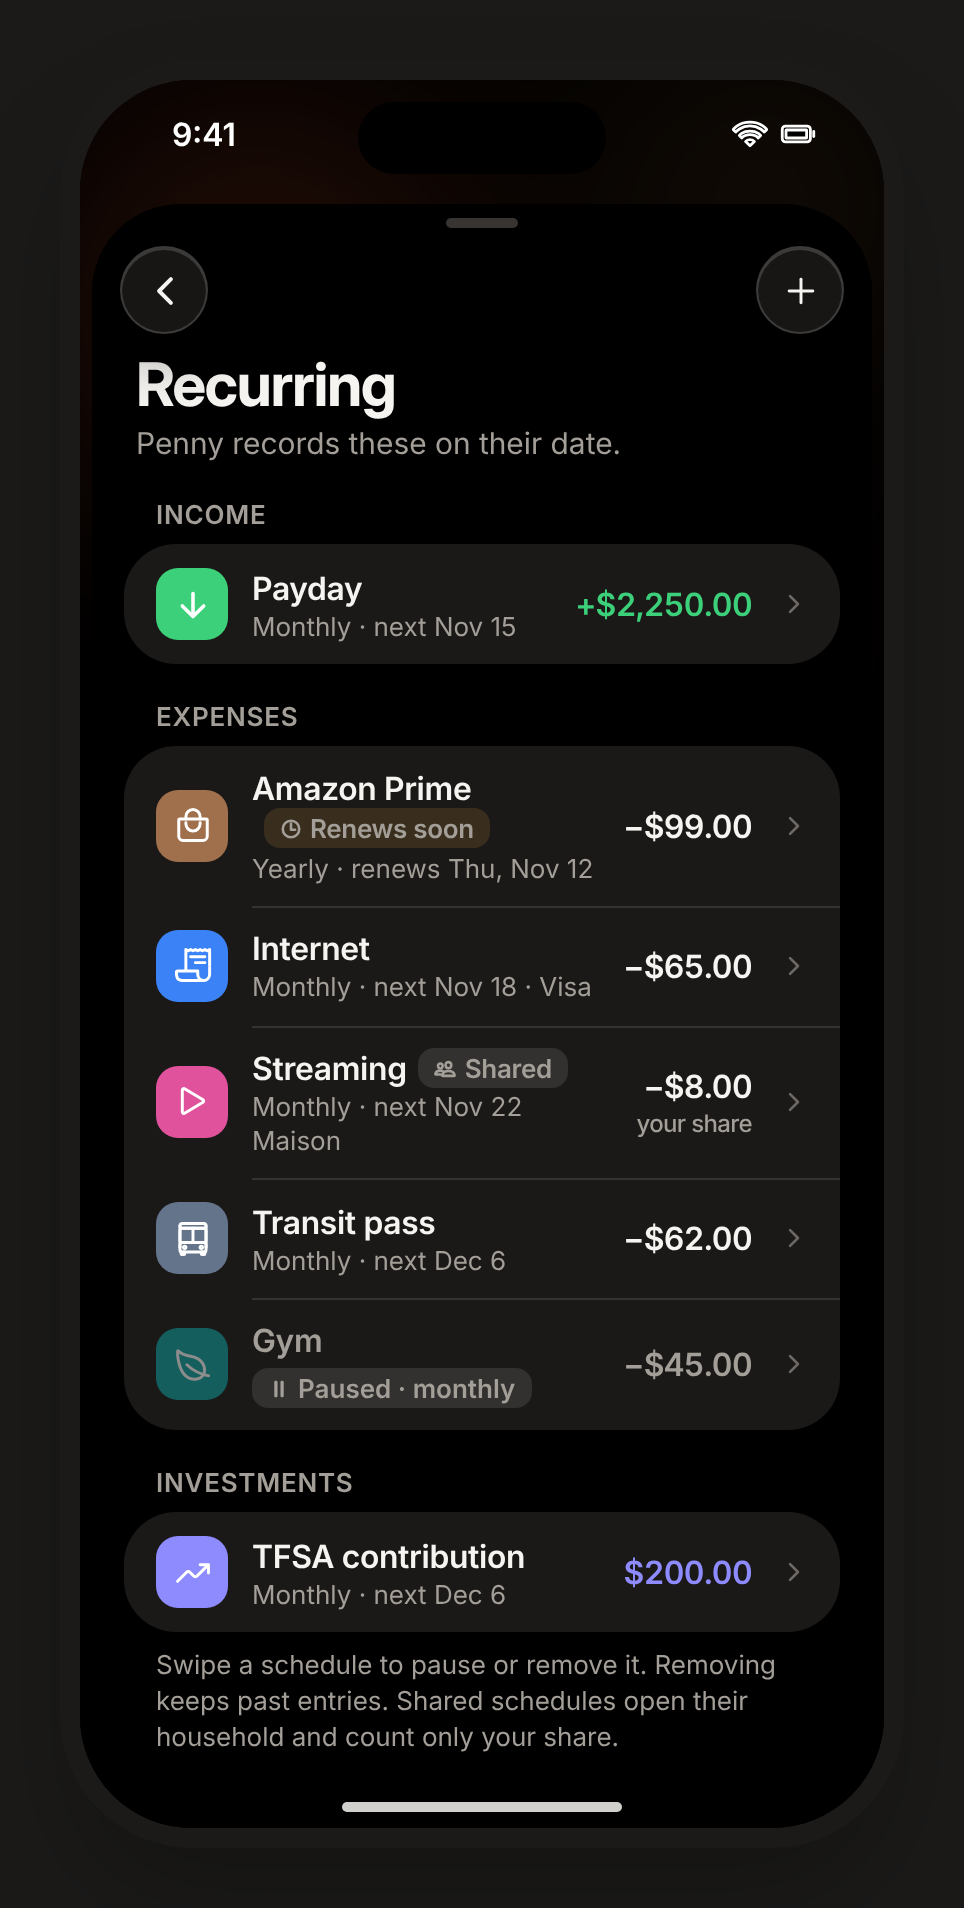 9:41
Recurring
Penny records these on their date.
INCOME
Payday
Monthly · next Nov 15
+$2,250.00
EXPENSES
Amazon Prime
Renews soon
Yearly · renews Thu, Nov 12
−$99.00
Internet
Monthly · next Nov 18 · Visa
−$65.00
Streaming
Shared
Monthly · next Nov 22
Maison
−$8.00
your share
Transit pass
Monthly · next Dec 6
−$62.00
Gym
Paused · monthly
−$45.00
INVESTMENTS
TFSA contribution
Monthly · next Dec 6
$200.00
Swipe a schedule to pause or remove it. Removing
keeps past entries. Shared schedules open their
household and count only your share.